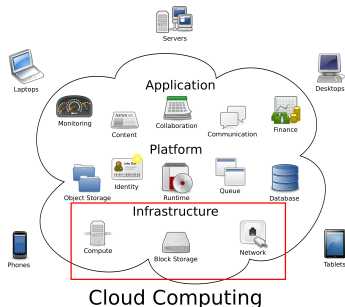 Servers
Laptops
Desktops
Application
Monitoring
NEWS
Content
Collaboration
Communication
Finance
Platform
Object Storage
Identity
Runtime
Queue
Database
Infrastructure
Compute
Block Storage
Network
Phones
Tablets
Cloud Computing